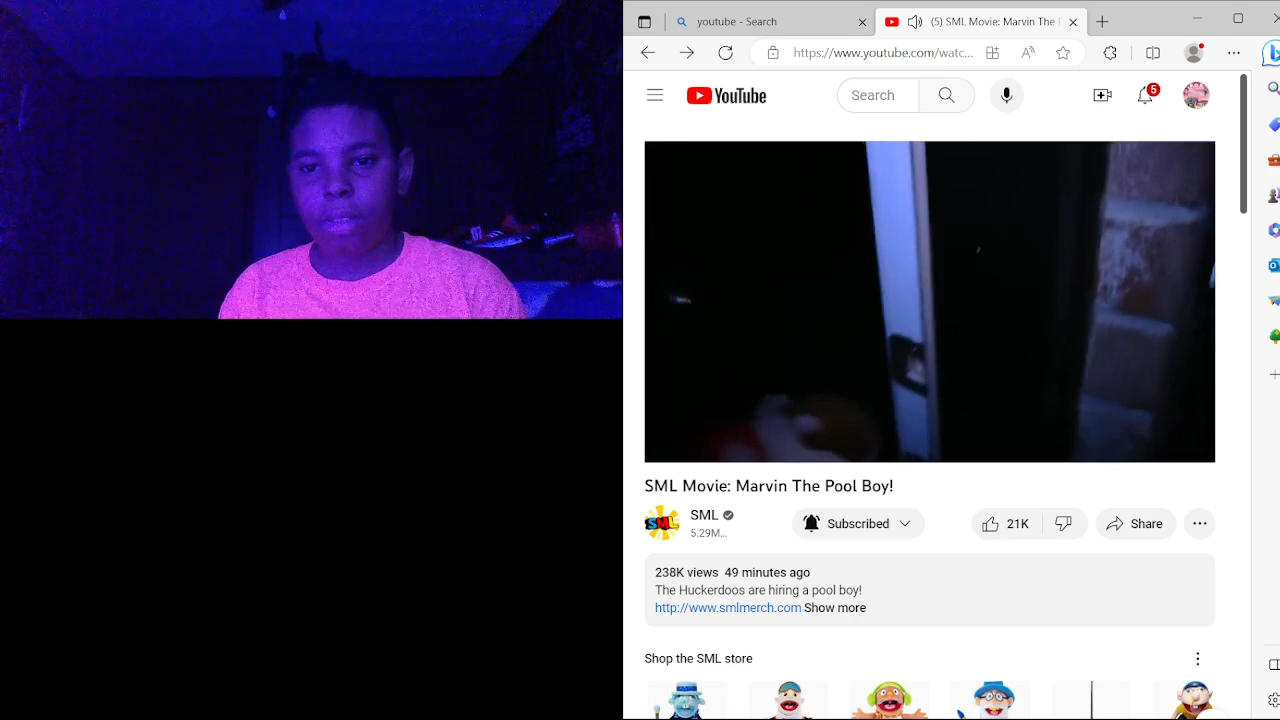 youtube - Search
(5) SML Movie: Marvin The
https://www.youtube.com/watc...
YouTube
Search
5
SML Movie: Marvin The Pool Boy!
SML
5.29M...
Subscribed
21K
Share
238K views 49 minutes ago
The Huckerdoos are hiring a pool boy!
http://www.smlmerch.com Show more
Shop the SML store